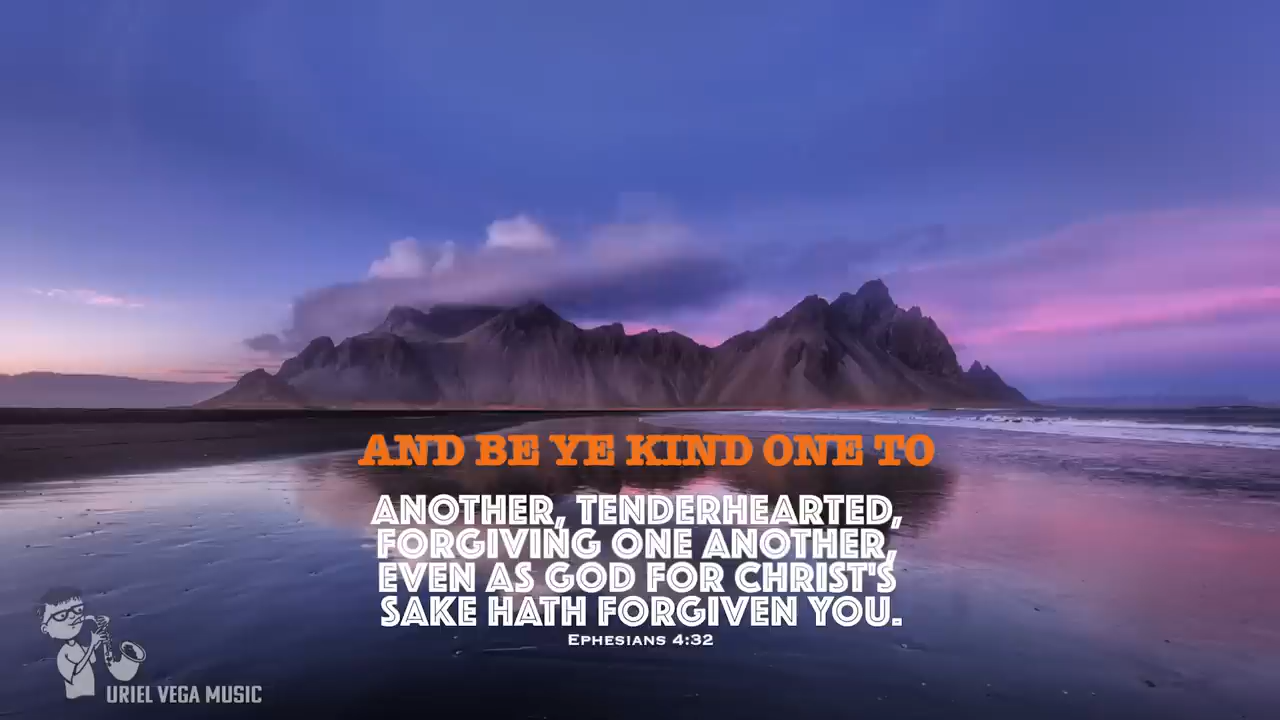 AND BE YE KIND ONE TO
ANOTHER, TENDERHEARTED,
FORGIVING ONE ANOTHER,
EVEN AS GOD FOR CHRIST'S
SAKE HATH FORGIVEN YOU.
EPHESIANS 4:32
URIEL VEGA MUSIC